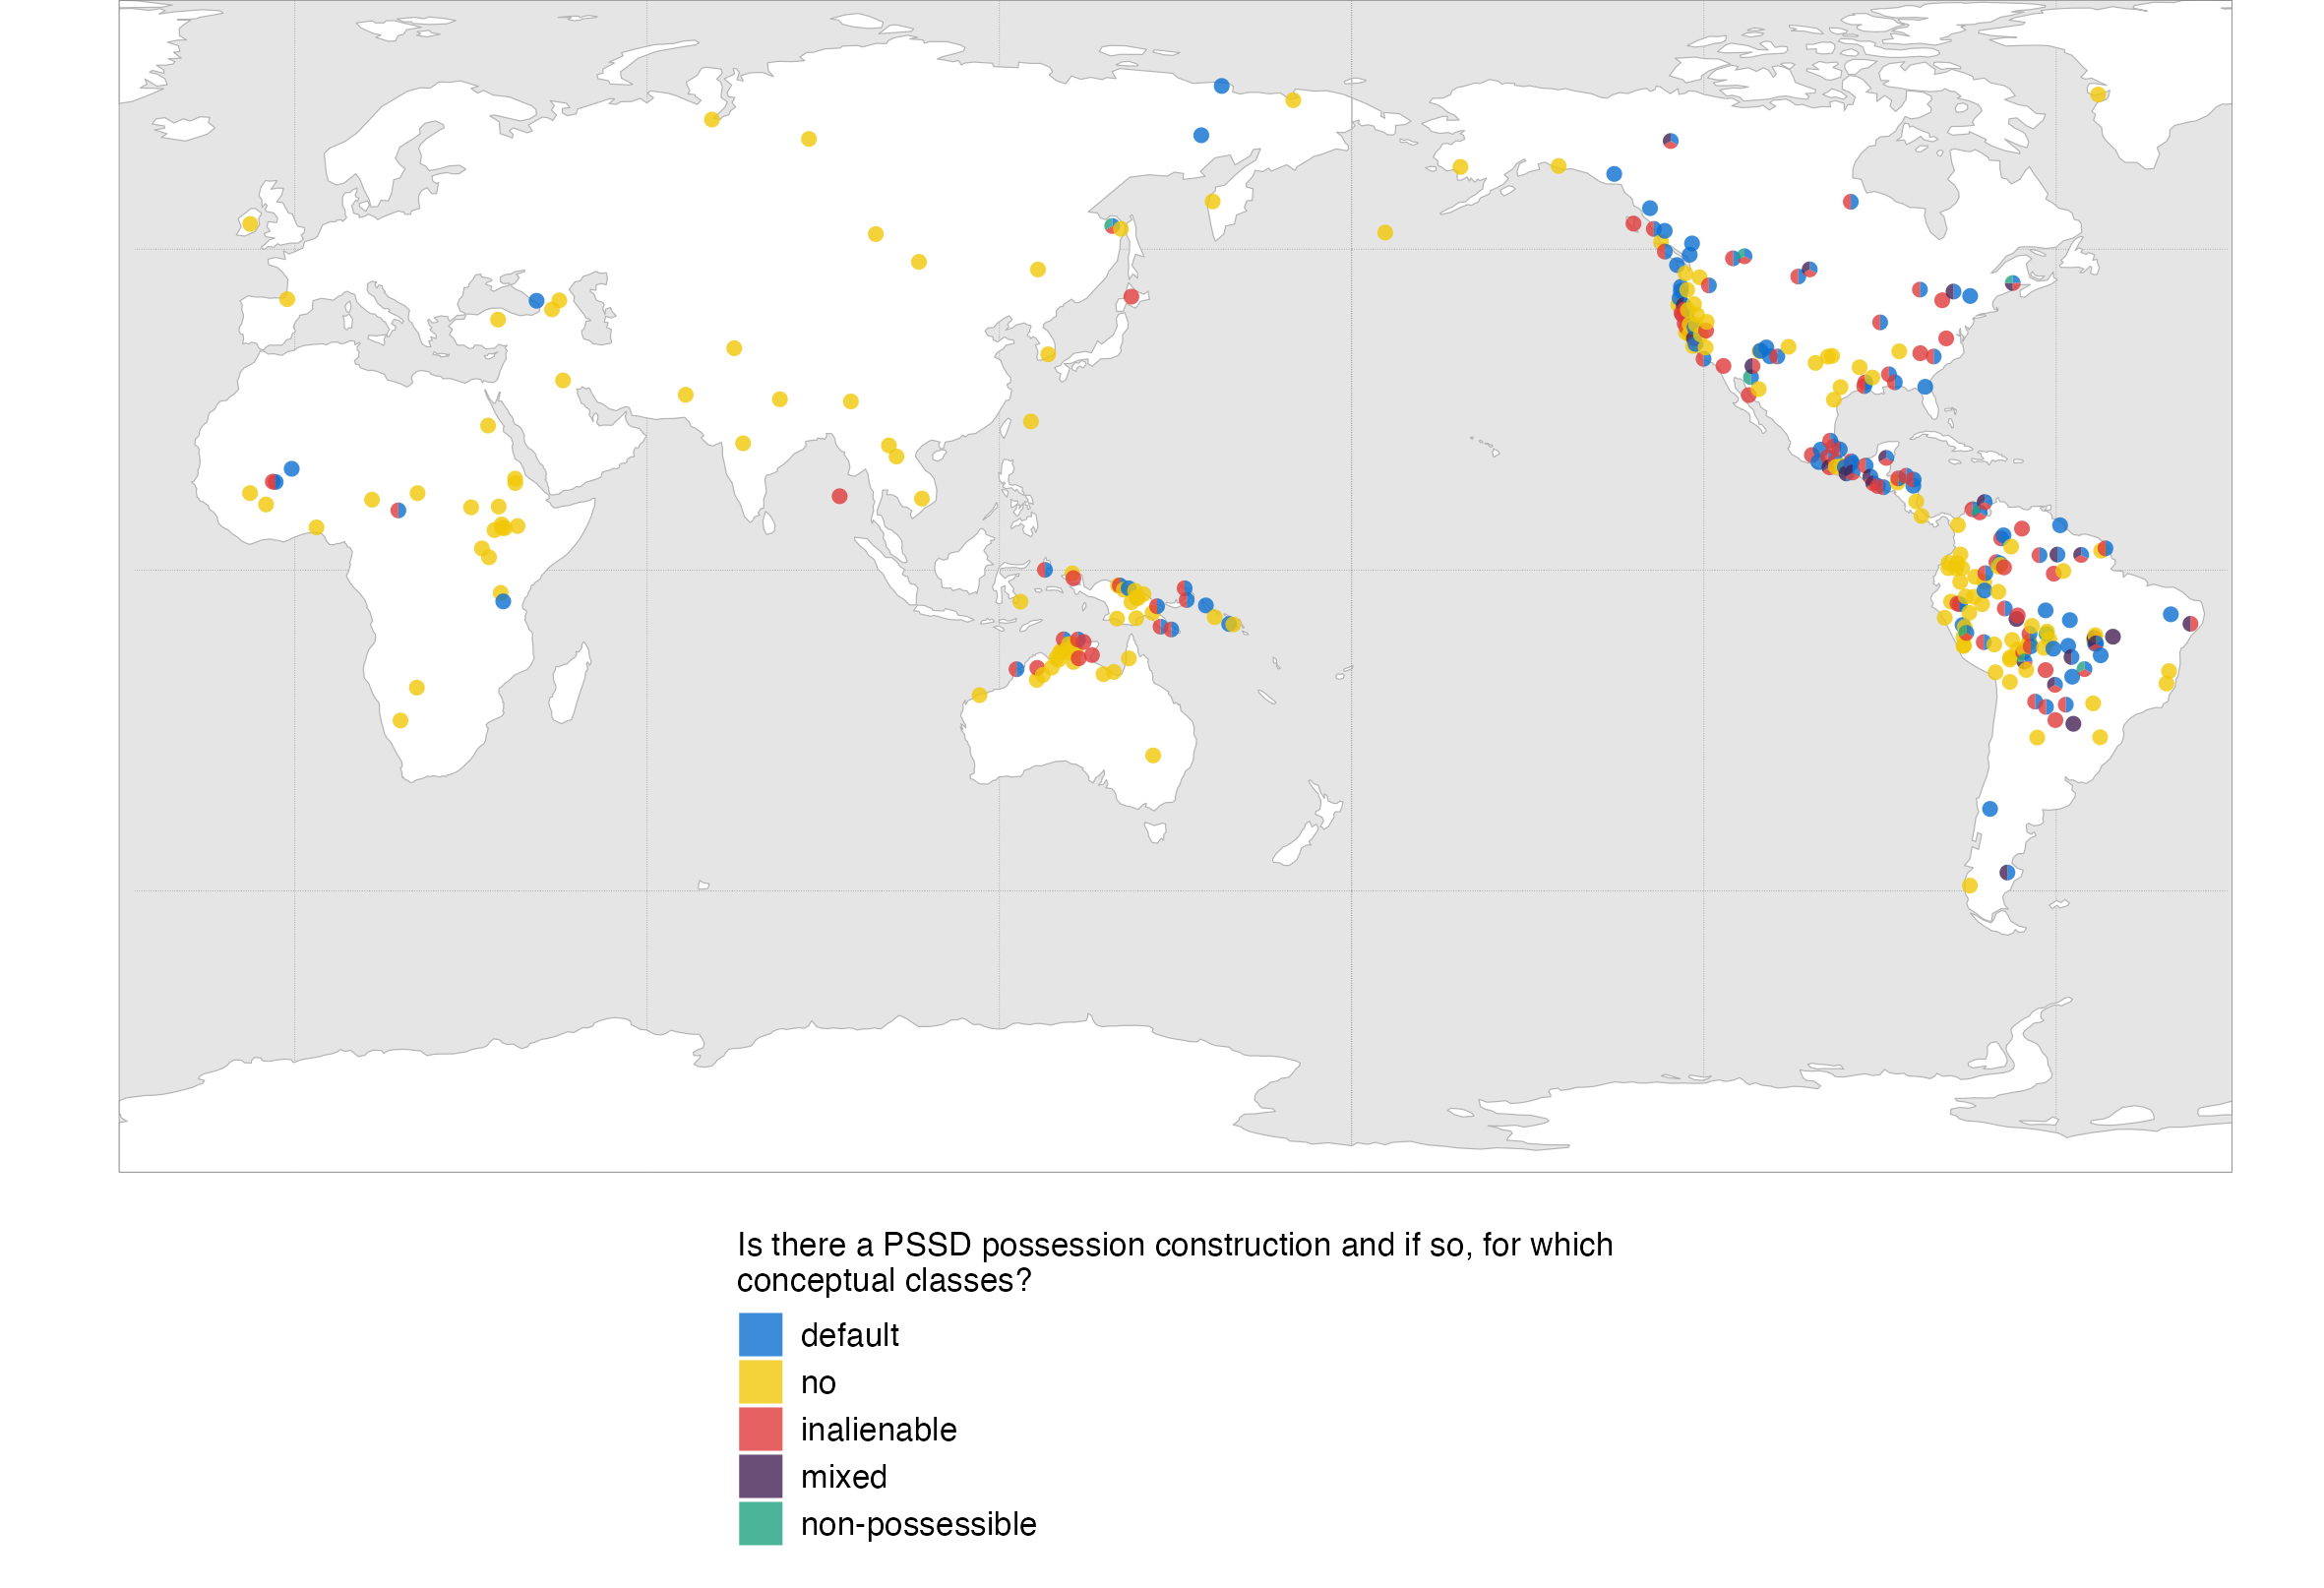 Is there a PSSD possession construction and if so, for which
conceptual classes?
default
no
inalienable
mixed
non-possessible